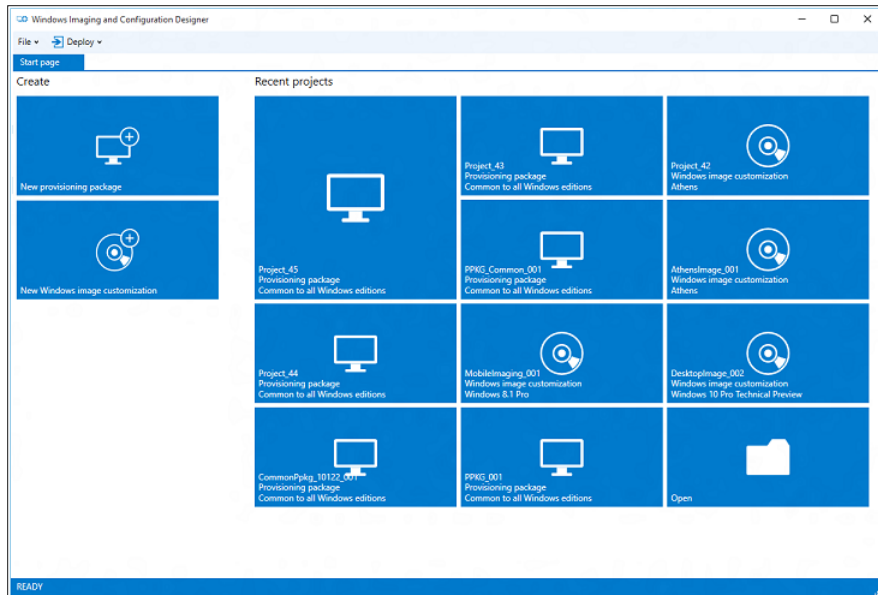 Windows Imaging and Configuration Designer
File Deploy
Start page
Create
Recent projects
New provisioning package
New Windows image customization
Project_45
Provisioning package
Common to all Windows editions
Project_43
Provisioning package
Common to all Windows editions
Project_42
Windows image customization
Athens
PPKG_Common_001
Provisioning package
Common to all Windows editions
AthensImage_001
Windows image customization
Athens
Project_44
Provisioning package
Common to all Windows editions
MobileImaging_001
Windows image customization
Windows 8.1 Pro
DesktopImage_002
Windows image customization
Windows 10 Pro Technical Preview
CommonPpkg_10122_001
Provisioning package
Common to all Windows editions
PPKG_001
Provisioning package
Common to all Windows editions
Open
READY